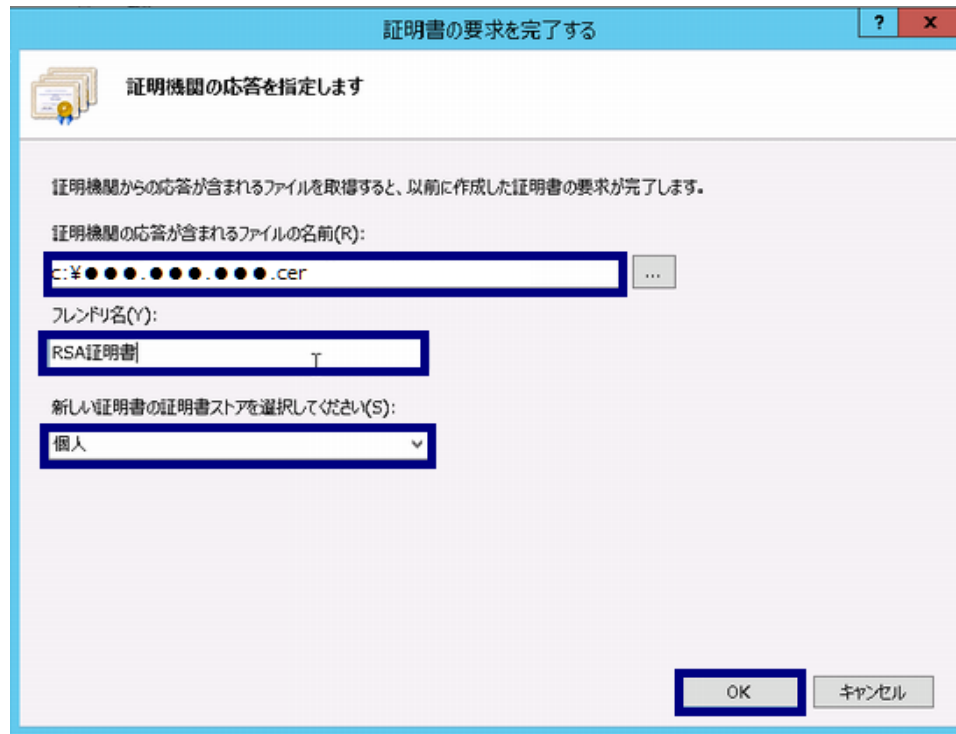 証明書の要求を完了する
? x
証明機関の応答を指定します
証明機関からの応答が含まれるファイルを取得すると、以前に作成した証明書の要求が完了します。
証明機関の応答が含まれるファイルの名前(R):
c:¥●●●.●●●.●●●.cer
...
フレンドリ名(Y):
RSA証明書
新しい証明書の証明書ストアを選択してください(S):
個人
OK キャンセル